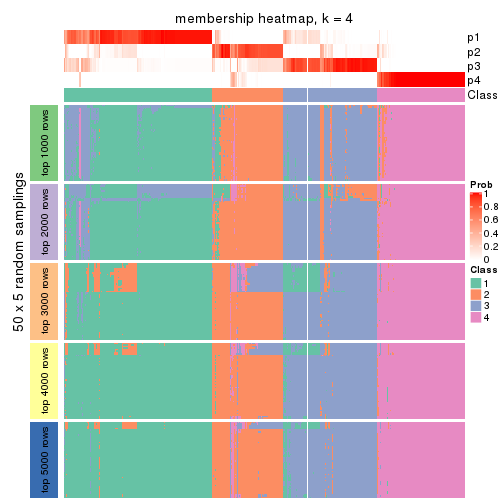 membership heatmap, k = 4
p1
p2
p3
p4
Class
50 x 5 random samplings
top 1000 rows
top 2000 rows
top 3000 rows
top 4000 rows
top 5000 rows
Prob
1
0.8
0.6
0.4
0.2
0
Class
1
2
3
4